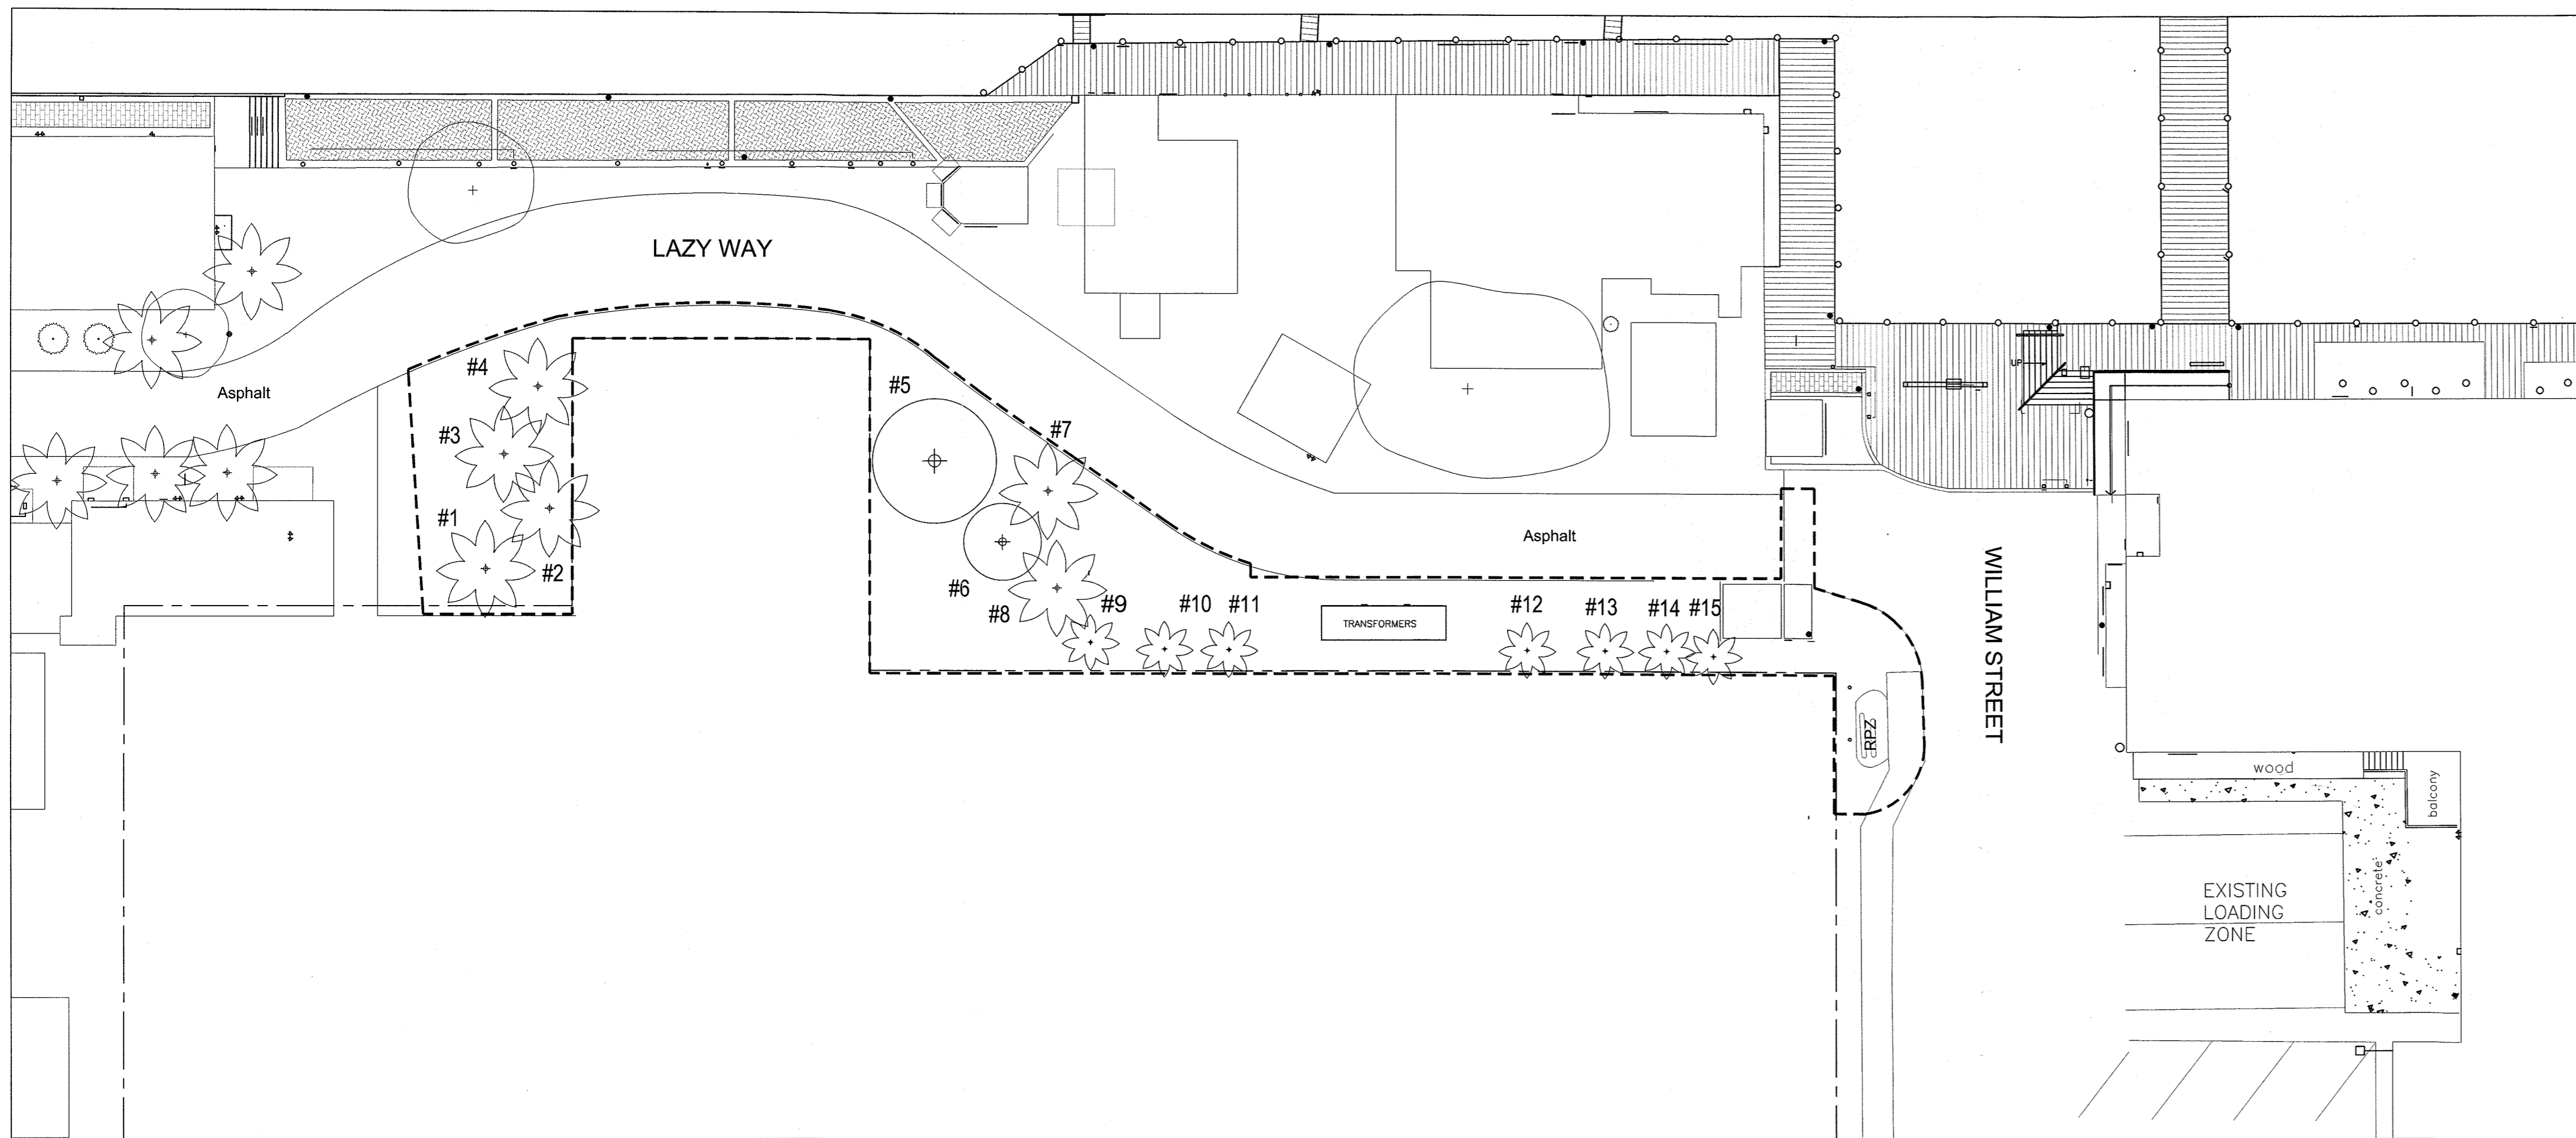 LAZY WAY
UP
#4
#5
Asphalt
#3
#7
#1
Asphalt
#2
#6
#8
#9
#10
#11
#12
#13
#14
#15
TRANSFORMERS
WILLIAM STREET
RPZ
wood
balcony
concrete
EXISTING
LOADING
ZONE